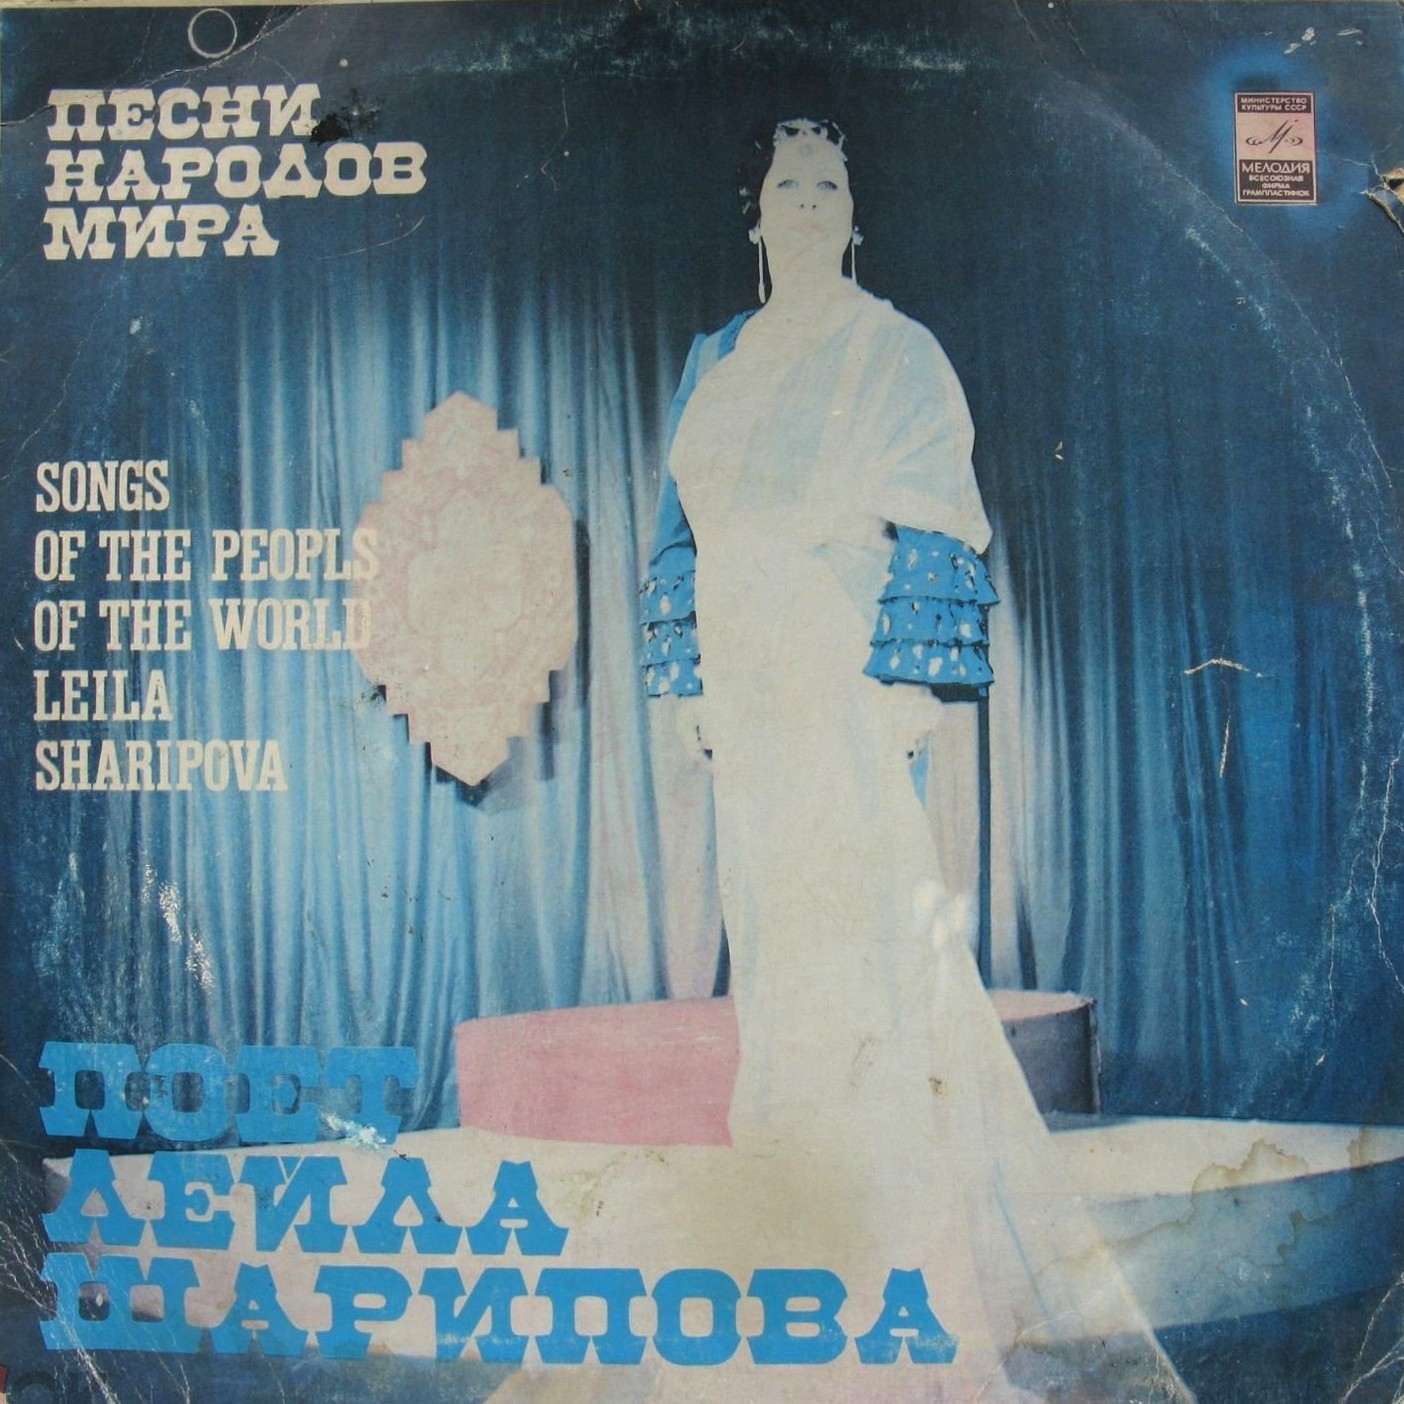 ПЕСНИ
НАРОДОВ
МИРА
МИНИСТЕРСТВО
КУЛЬТУРЫ СССР
МЕЛОДИЯ
ВСЕСОЮЗНАЯ
ФИРМА
ГРАМПЛАСТИНОК
SONGS
OF THE PEOPLS
OF THE WORLD
LEILA
SHARIPOVA
ПОЕТ
ЛЕЙЛА
ШАРИПОВА